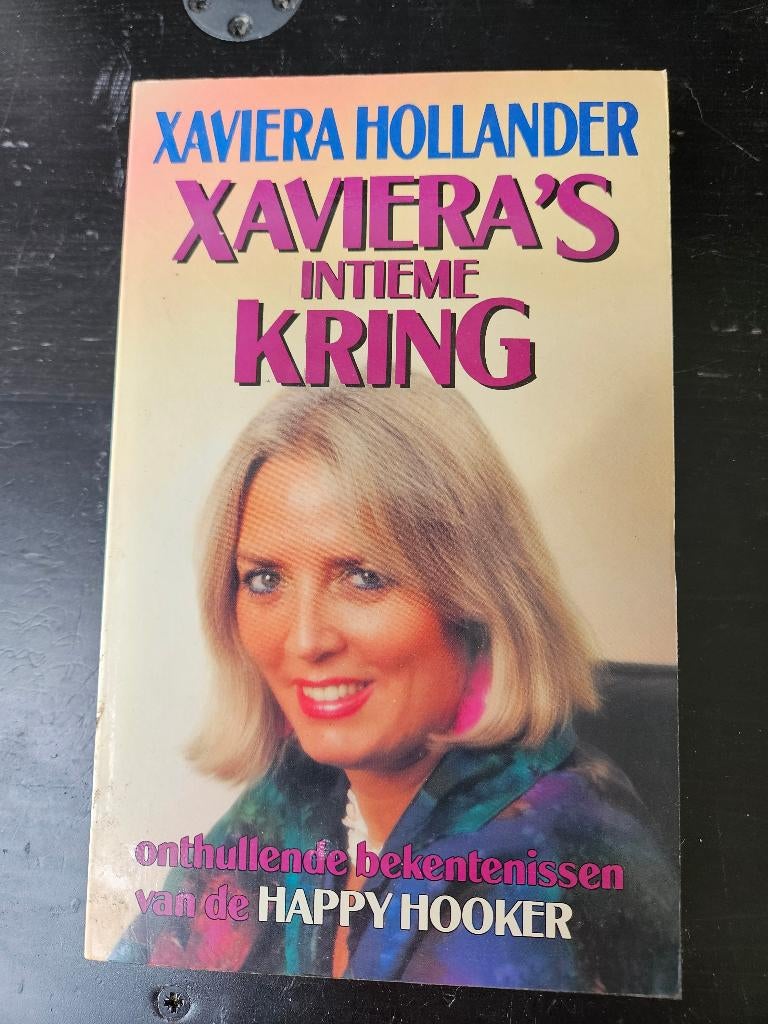 XAVIERA HOLLANDER
XAVIERA'S
INTIEME
KRING
onthullende bekentenissen
van de HAPPY HOOKER